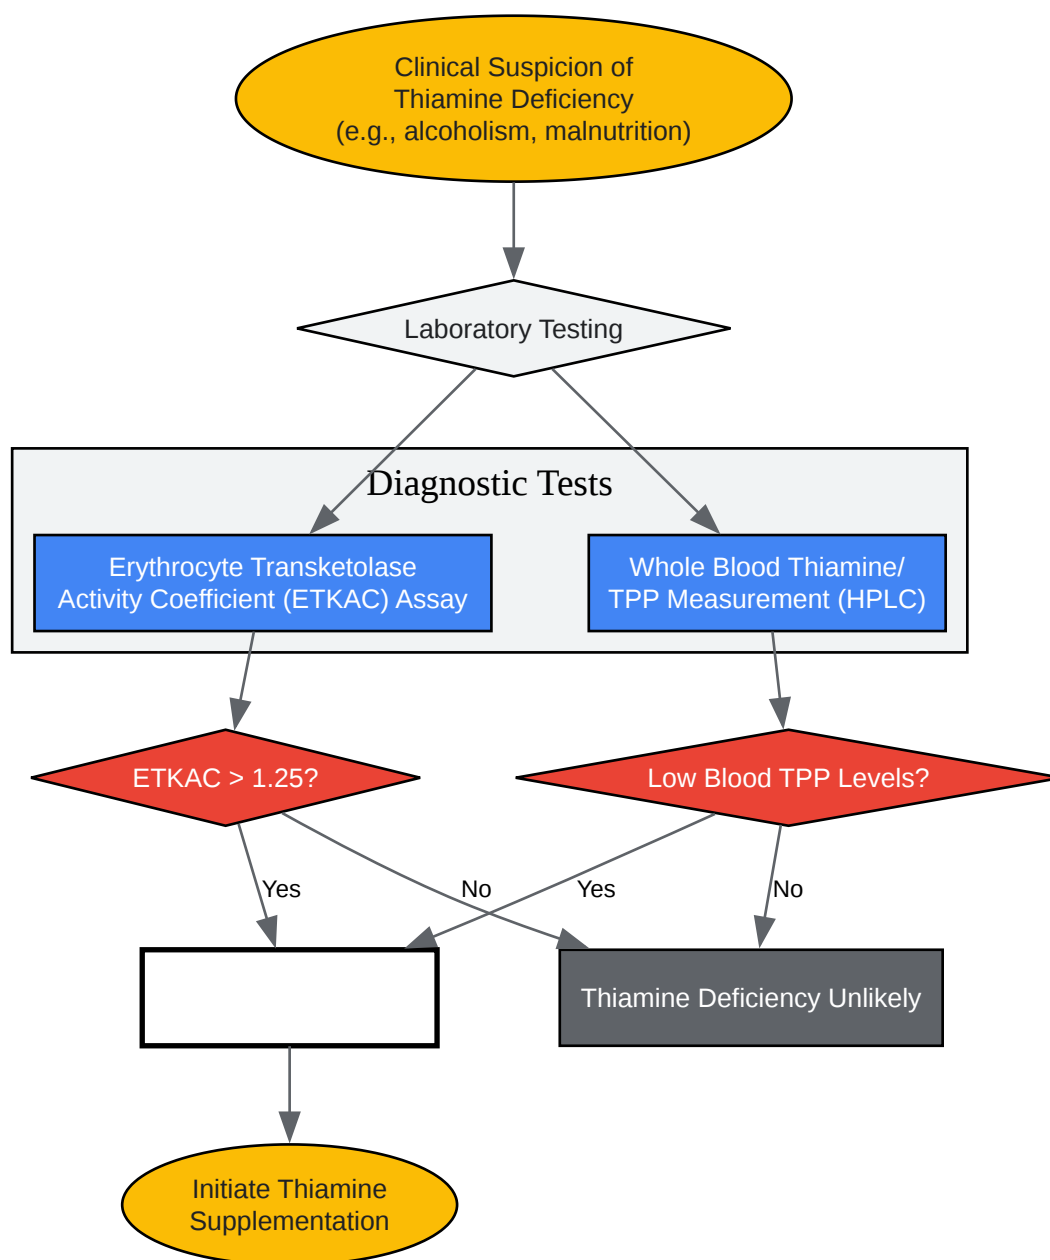 Clinical Suspicion of
Thiamine Deficiency
(e.g., alcoholism, malnutrition)
Laboratory Testing
Diagnostic Tests
Erythrocyte Transketolase
Activity Coefficient (ETKAC) Assay
Whole Blood Thiamine/
TPP Measurement (HPLC)
ETKAC > 1.25?
Low Blood TPP Levels?
Yes
No
Yes
No
Thiamine Deficiency Unlikely
Initiate Thiamine
Supplementation